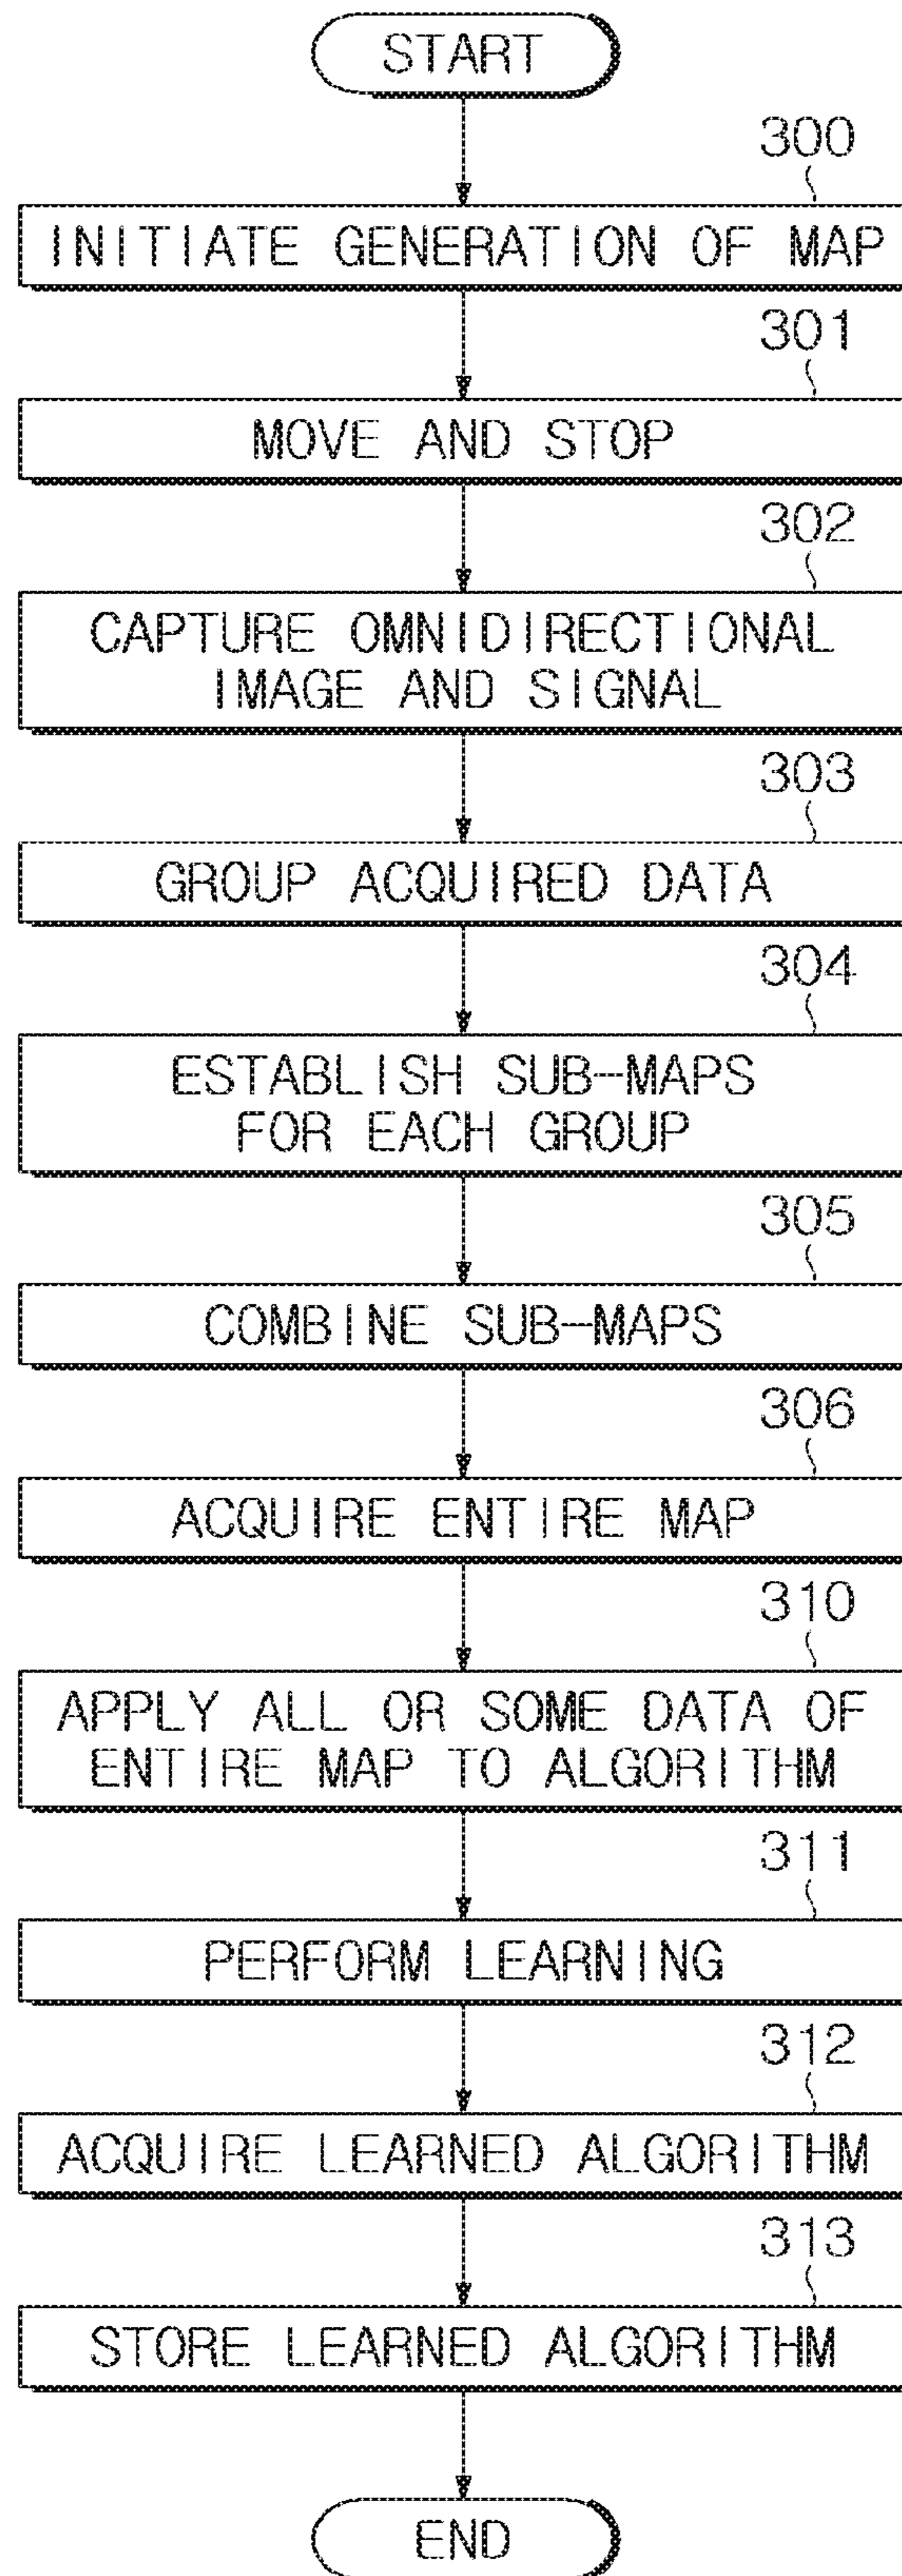 START
300
INITIATE GENERATION OF MAP
301
MOVE AND STOP
302
CAPTURE OMNIDIRECTIONAL
IMAGE AND SIGNAL
303
GROUP ACQUIRED DATA
304
ESTABLISH SUB-MAPS
FOR EACH GROUP
305
COMBINE SUB-MAPS
306
ACQUIRE ENTIRE MAP
310
APPLY ALL OR SOME DATA OF
ENTIRE MAP TO ALGORITHM
311
PERFORM LEARNING
312
ACQUIRE LEARNED ALGORITHM
313
STORE LEARNED ALGORITHM
END